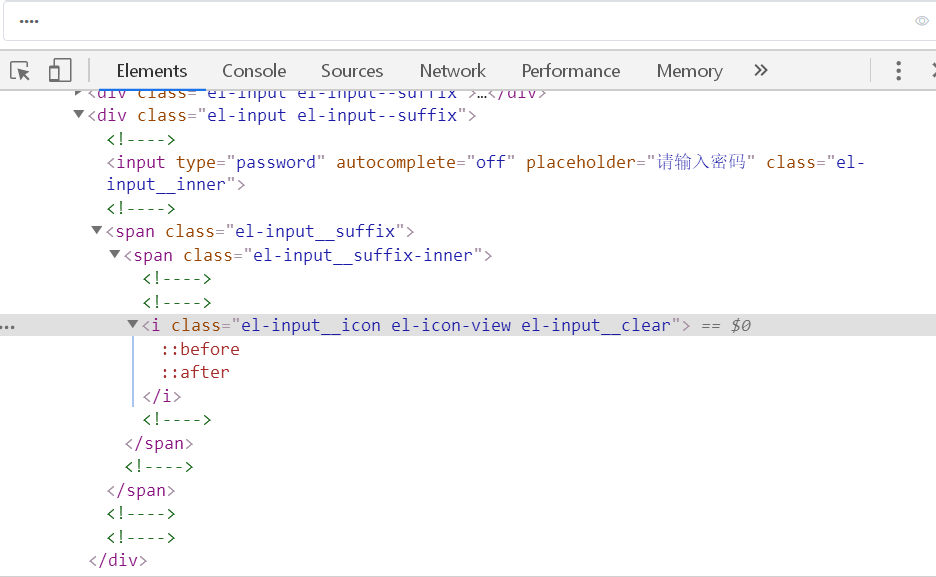 ••••
Elements Console Sources Network Performance Memory »
<div class="el-input el-input--suffix">…</div>
<div class="el-input el-input--suffix">
<!---->
<input type="password" autocomplete="off" placeholder="请输入密码" class="el-
input__inner">
<!---->
<span class="el-input__suffix">
<span class="el-input__suffix-inner">
<!---->
<!---->
... <i class="el-input__icon el-icon-view el-input__clear"> == $0
::before
::after
</i>
<!---->
</span>
<!---->
</span>
<!---->
<!---->
</div>